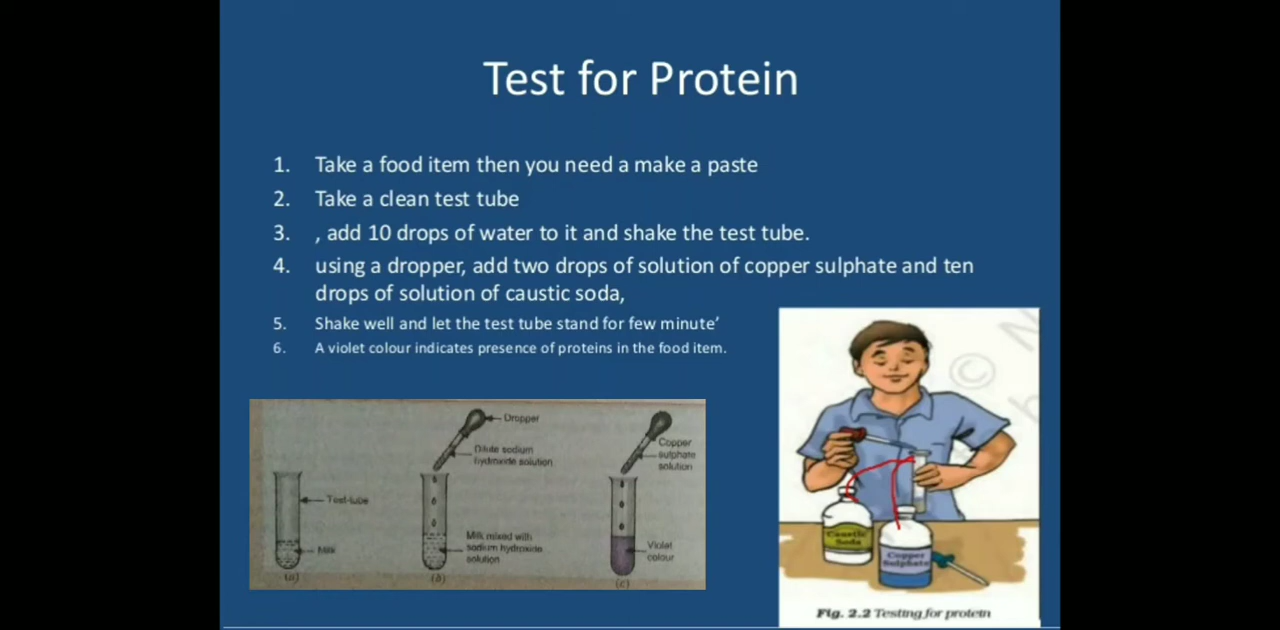 Test for Protein
1. Take a food item then you need a make a paste
2. Take a clean test tube
3. , add 10 drops of water to it and shake the test tube.
4. using a dropper, add two drops of solution of copper sulphate and ten
drops of solution of caustic soda,
5. Shake well and let the test tube stand for few minute’
6. A violet colour indicates presence of proteins in the food item.
Dropper
Dilute sodium
hydroxide solution
Copper
sulphate
solution
Test-tube
Milk
Milk mixed with
sodium hydroxide
solution
Violet
colour
(a)
(b)
(c)
©
Caustic
Soda
Copper
Sulphate
Fig. 2.2 Testing for protein